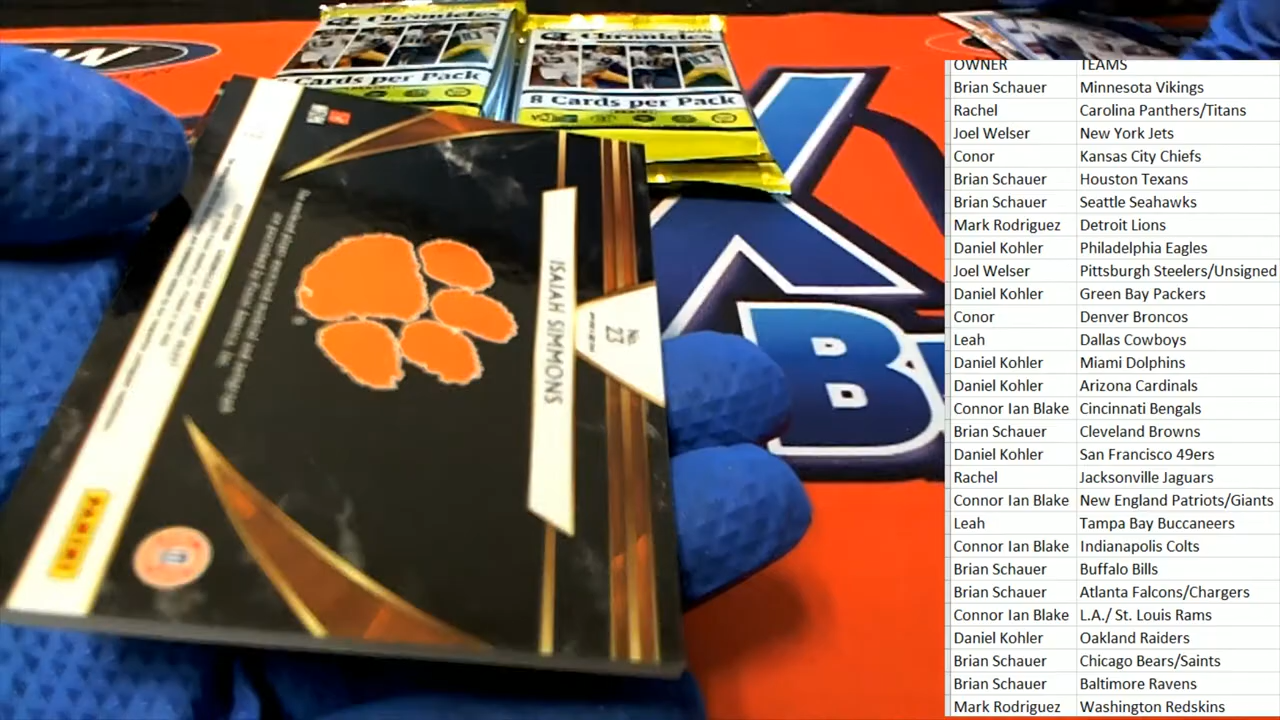 Chronicles
Cards per Pack
Chronicles
8 Cards per Pack
ISAIAH SIMMONS
No.
23
PANINI
OWNER TEAMS
Brian Schauer Minnesota Vikings
Rachel Carolina Panthers/Titans
Joel Welser New York Jets
Conor Kansas City Chiefs
Brian Schauer Houston Texans
Brian Schauer Seattle Seahawks
Mark Rodriguez Detroit Lions
Daniel Kohler Philadelphia Eagles
Joel Welser Pittsburgh Steelers/Unsigned
Daniel Kohler Green Bay Packers
Conor Denver Broncos
Leah Dallas Cowboys
Daniel Kohler Miami Dolphins
Daniel Kohler Arizona Cardinals
Connor Ian Blake Cincinnati Bengals
Brian Schauer Cleveland Browns
Daniel Kohler San Francisco 49ers
Rachel Jacksonville Jaguars
Connor Ian Blake New England Patriots/Giants
Leah Tampa Bay Buccaneers
Connor Ian Blake Indianapolis Colts
Brian Schauer Buffalo Bills
Brian Schauer Atlanta Falcons/Chargers
Connor Ian Blake L.A./ St. Louis Rams
Daniel Kohler Oakland Raiders
Brian Schauer Chicago Bears/Saints
Brian Schauer Baltimore Ravens
Mark Rodriguez Washington Redskins